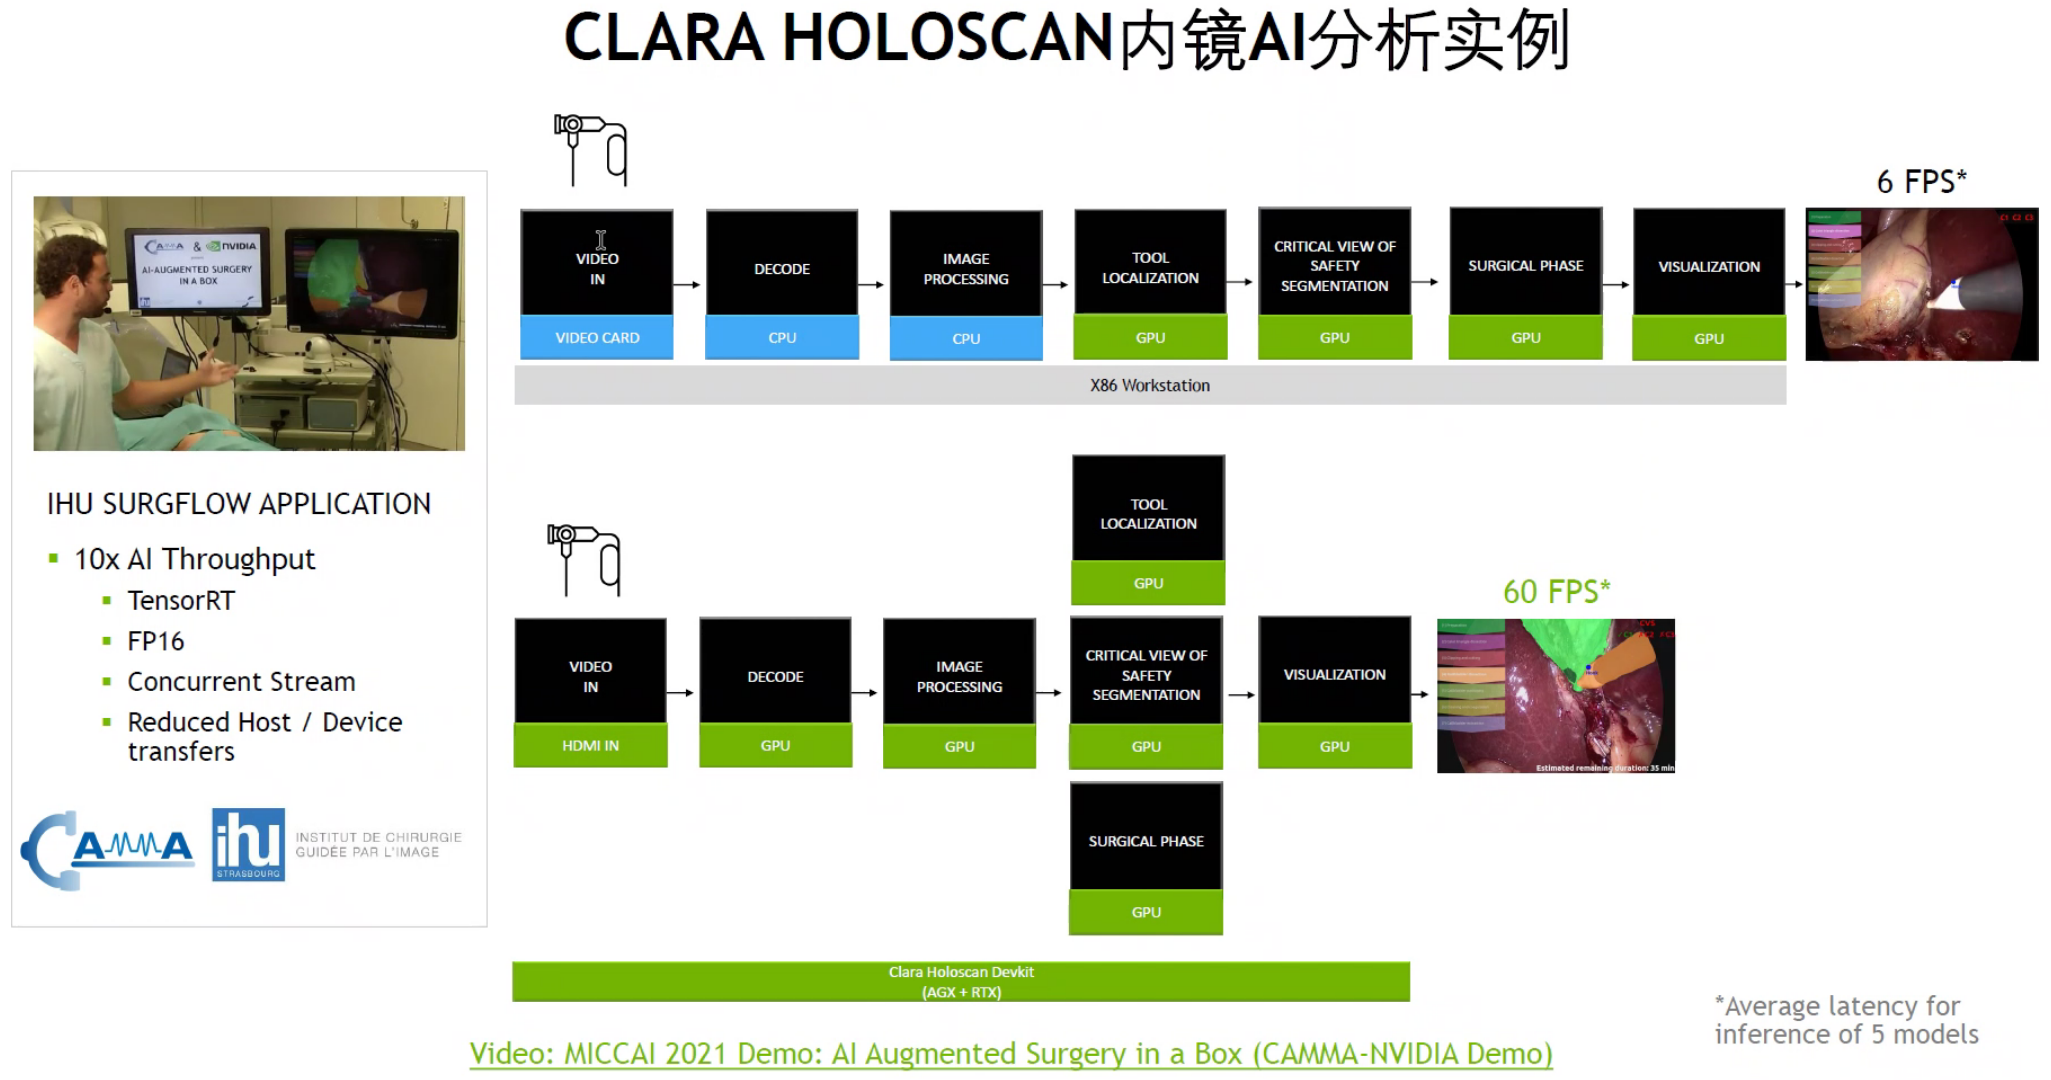 CLARA HOLOSCAN内镜AI分析实例
CAMMA & NVIDIA
AI-AUGMENTED SURGERY
IN A BOX
IHU SURGFLOW APPLICATION
10x AI Throughput
TensorRT
FP16
Concurrent Stream
Reduced Host / Device
transfers
CAMMA
ihu
STRASBOURG
INSTITUT DE CHIRURGIE
GUIDÉE PAR L'IMAGE
VIDEO
IN
VIDEO CARD
DECODE
CPU
IMAGE
PROCESSING
CPU
TOOL
LOCALIZATION
GPU
CRITICAL VIEW OF
SAFETY
SEGMENTATION
GPU
SURGICAL PHASE
GPU
VISUALIZATION
GPU
6 FPS*
C1 C2 C3
X86 Workstation
VIDEO
IN
HDMI IN
DECODE
GPU
IMAGE
PROCESSING
GPU
TOOL
LOCALIZATION
GPU
CRITICAL VIEW OF
SAFETY
SEGMENTATION
GPU
SURGICAL PHASE
GPU
VISUALIZATION
GPU
60 FPS*
CVS
Estimated remaining duration: 35 min
Clara Holoscan Devkit
(AGX + RTX)
*Average latency for
inference of 5 models
Video: MICCAI 2021 Demo: AI Augmented Surgery in a Box (CAMMA-NVIDIA Demo)